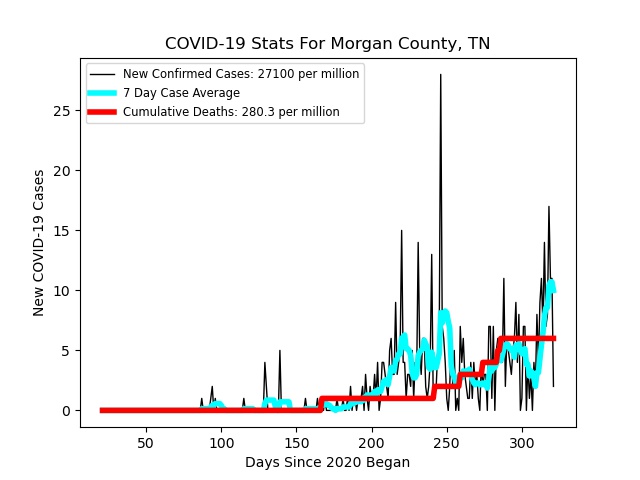 COVID-19 Stats For Morgan County, TN
New Confirmed Cases: 27100 per million
7 Day Case Average
Cumulative Deaths: 280.3 per million
New COVID-19 Cases
25
20
15
10
5
0
50 100 150 200 250 300
Days Since 2020 Began